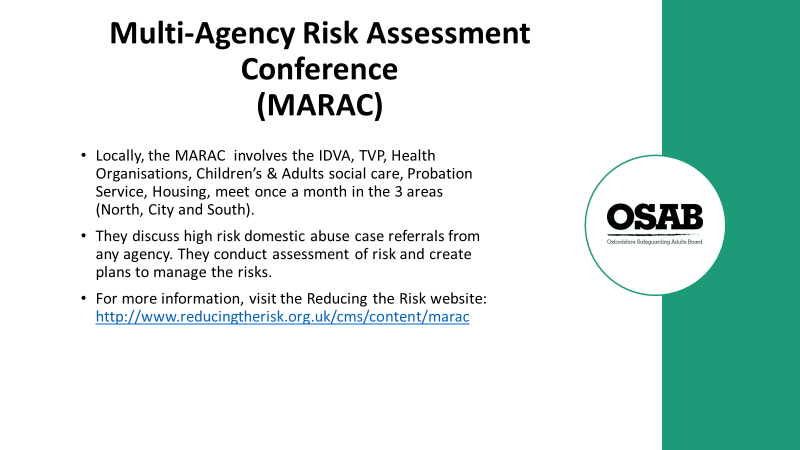 Multi-Agency Risk Assessment
Conference
(MARAC)
• Locally, the MARAC  involves the IDVA, TVP, Health
Organisations, Children’s & Adults social care, Probation
Service, Housing, meet once a month in the 3 areas
(North, City and South).
• They discuss high risk domestic abuse case referrals from
any agency. They conduct assessment of risk and create
plans to manage the risks.
• For more information, visit the Reducing the Risk website:
http://www.reducingtherisk.org.uk/cms/content/marac
OSAB
Oxfordshire Safeguarding Adults Board